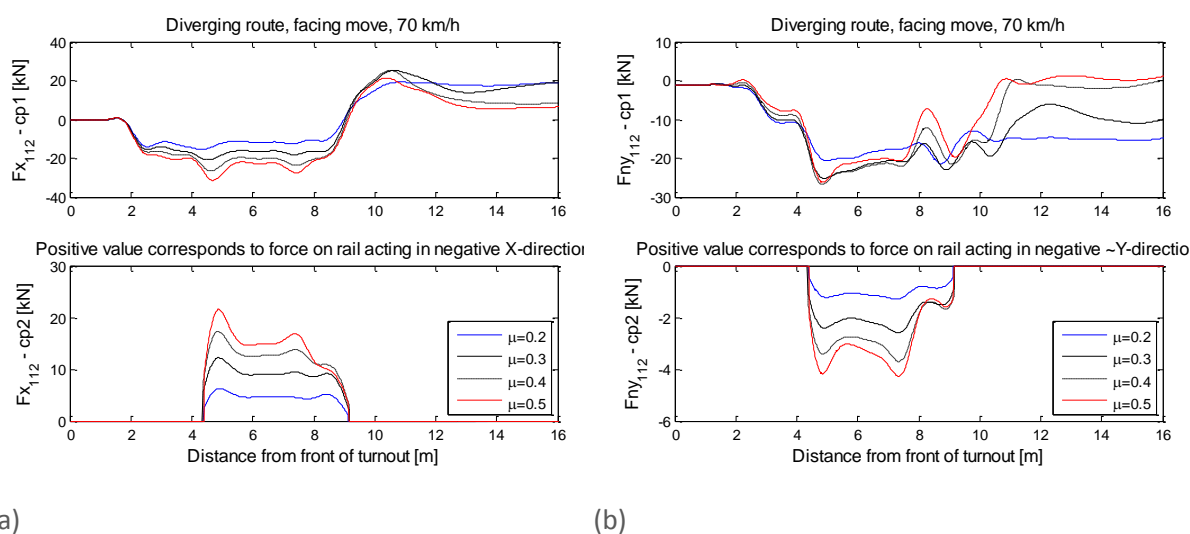 Diverging route, facing move, 70 km/h
40
20
0
-20
-40
Fx112 - cp1 [kN]
0 2 4 6 8 10 12 14 16
Positive value corresponds to force on rail acting in negative X-direction
30
20
10
0
Fx112 - cp2 [kN]
μ=0.2
μ=0.3
μ=0.4
μ=0.5
0 2 4 6 8 10 12 14 16
Distance from front of turnout [m]
a)
Diverging route, facing move, 70 km/h
10
0
-10
-20
-30
Fny112 - cp1 [kN]
0 2 4 6 8 10 12 14 16
Positive value corresponds to force on rail acting in negative ~Y-directio
0
-2
-4
-6
Fny112 - cp2 [kN]
μ=0.2
μ=0.3
μ=0.4
μ=0.5
0 2 4 6 8 10 12 14 16
Distance from front of turnout [m]
(b)